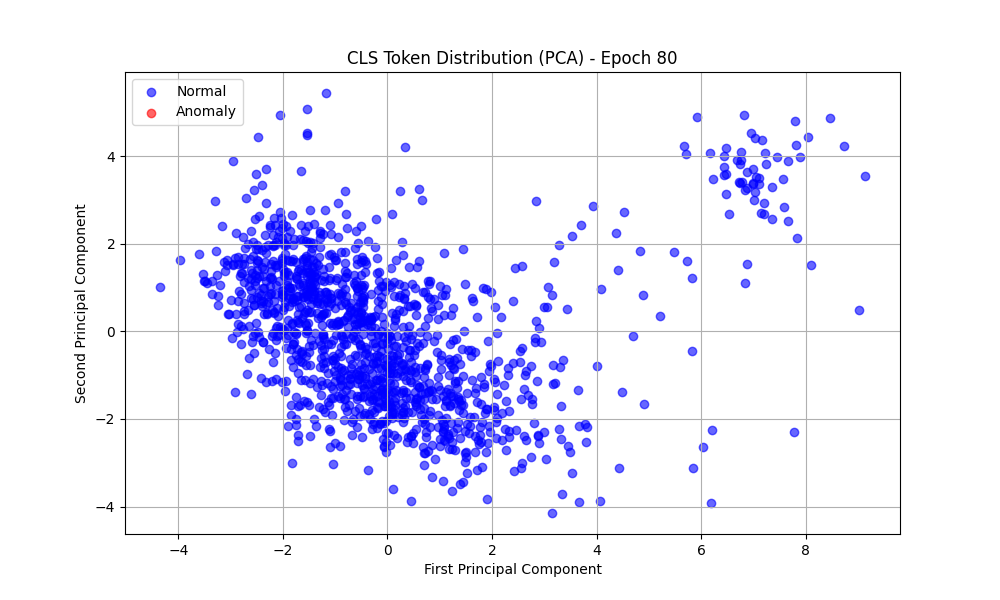 CLS Token Distribution (PCA) - Epoch 80
Normal
Anomaly
Second Principal Component
4
2
0
−2
−4
−4
−2
0
2
4
6
8
First Principal Component